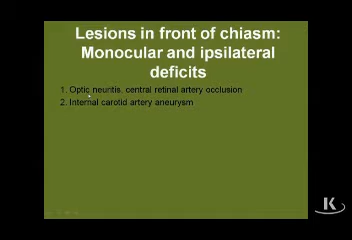 Lesions in front of chiasm:
Monocular and ipsilateral
deficits
1. Optic neuritis, central retinal artery occlusion
2. Internal carotid artery aneurysm
K